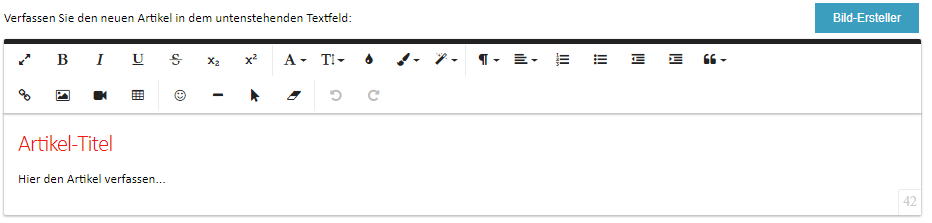 Verfassen Sie den neuen Artikel in dem untenstehenden Textfeld:
Bild-Ersteller
B I U S x₂ x² A T
Artikel-Titel
Hier den Artikel verfassen...
42